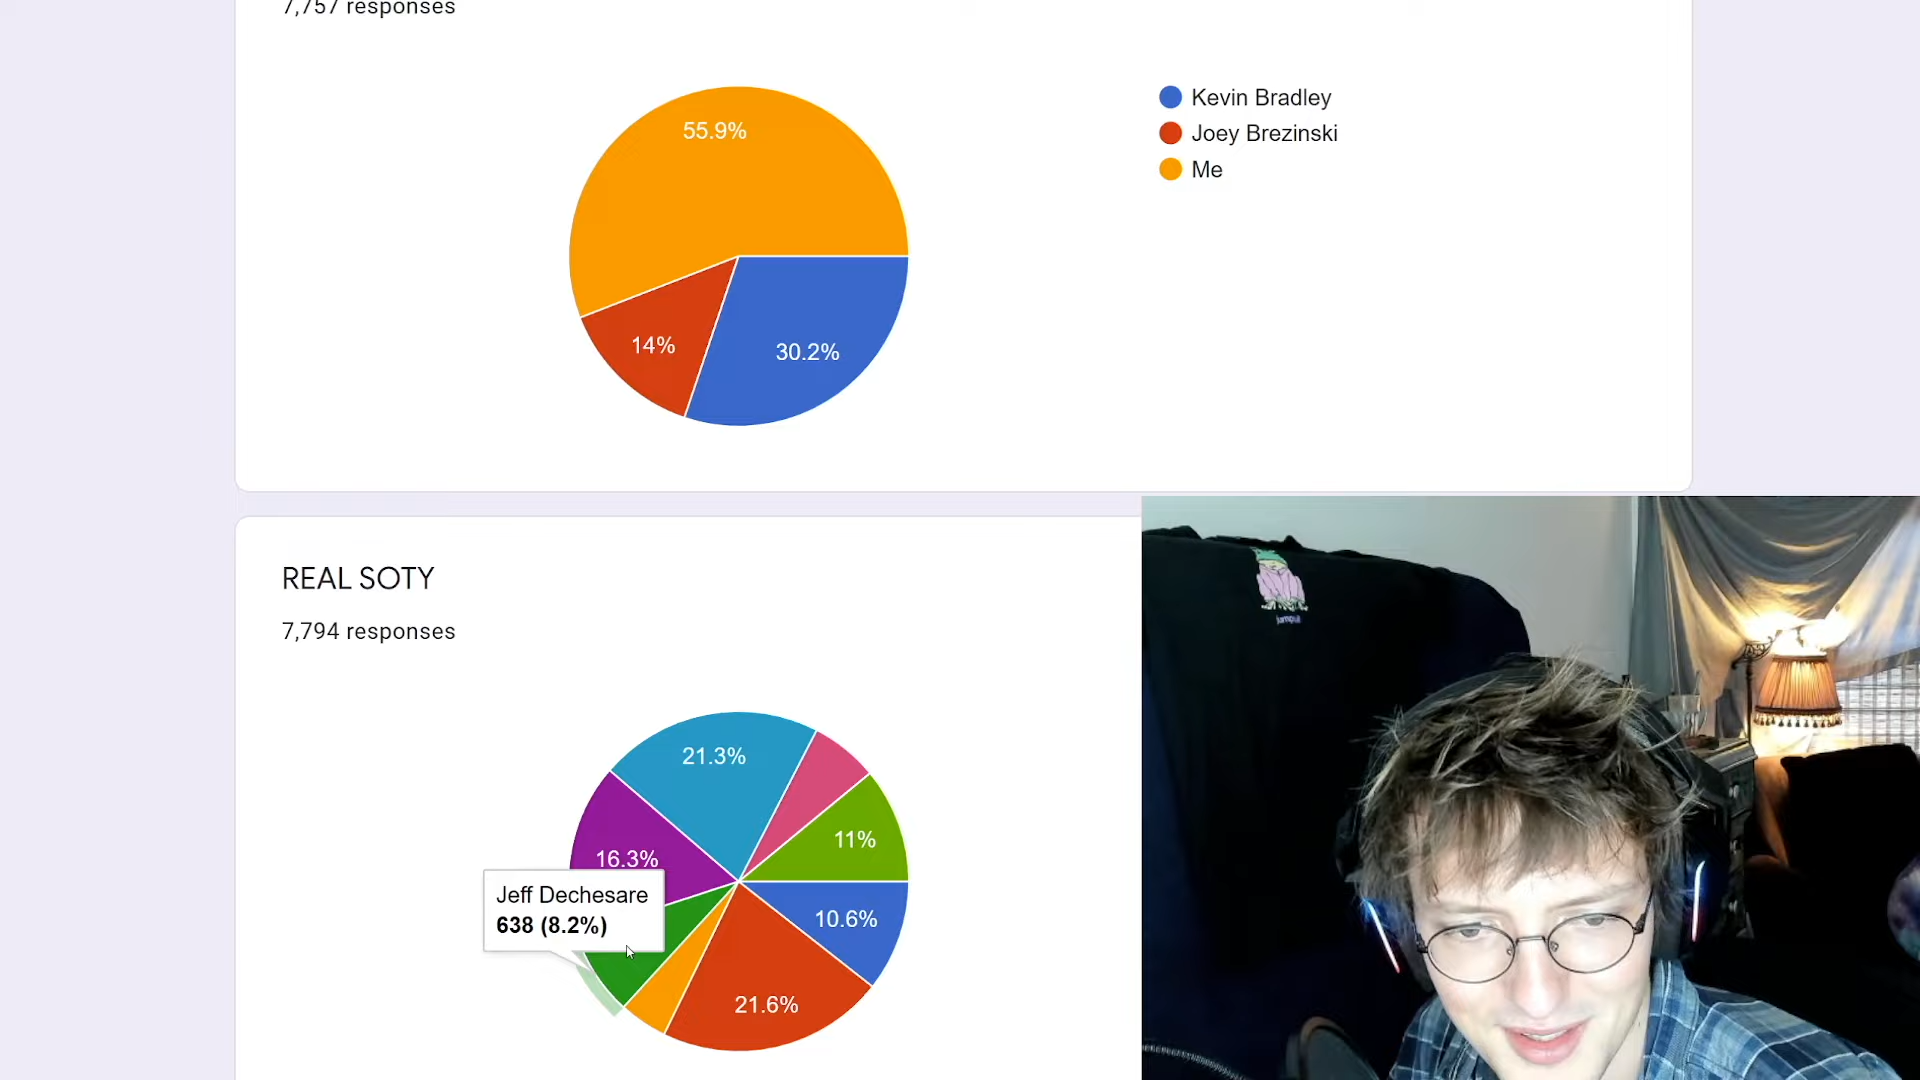 7,757 responses
55.9%
14%
30.2%
Kevin Bradley
Joey Brezinski
Me
REAL SOTY
7,794 responses
21.3%
11%
16.3%
10.6%
21.6%
Jeff Dechesare
638 (8.2%)